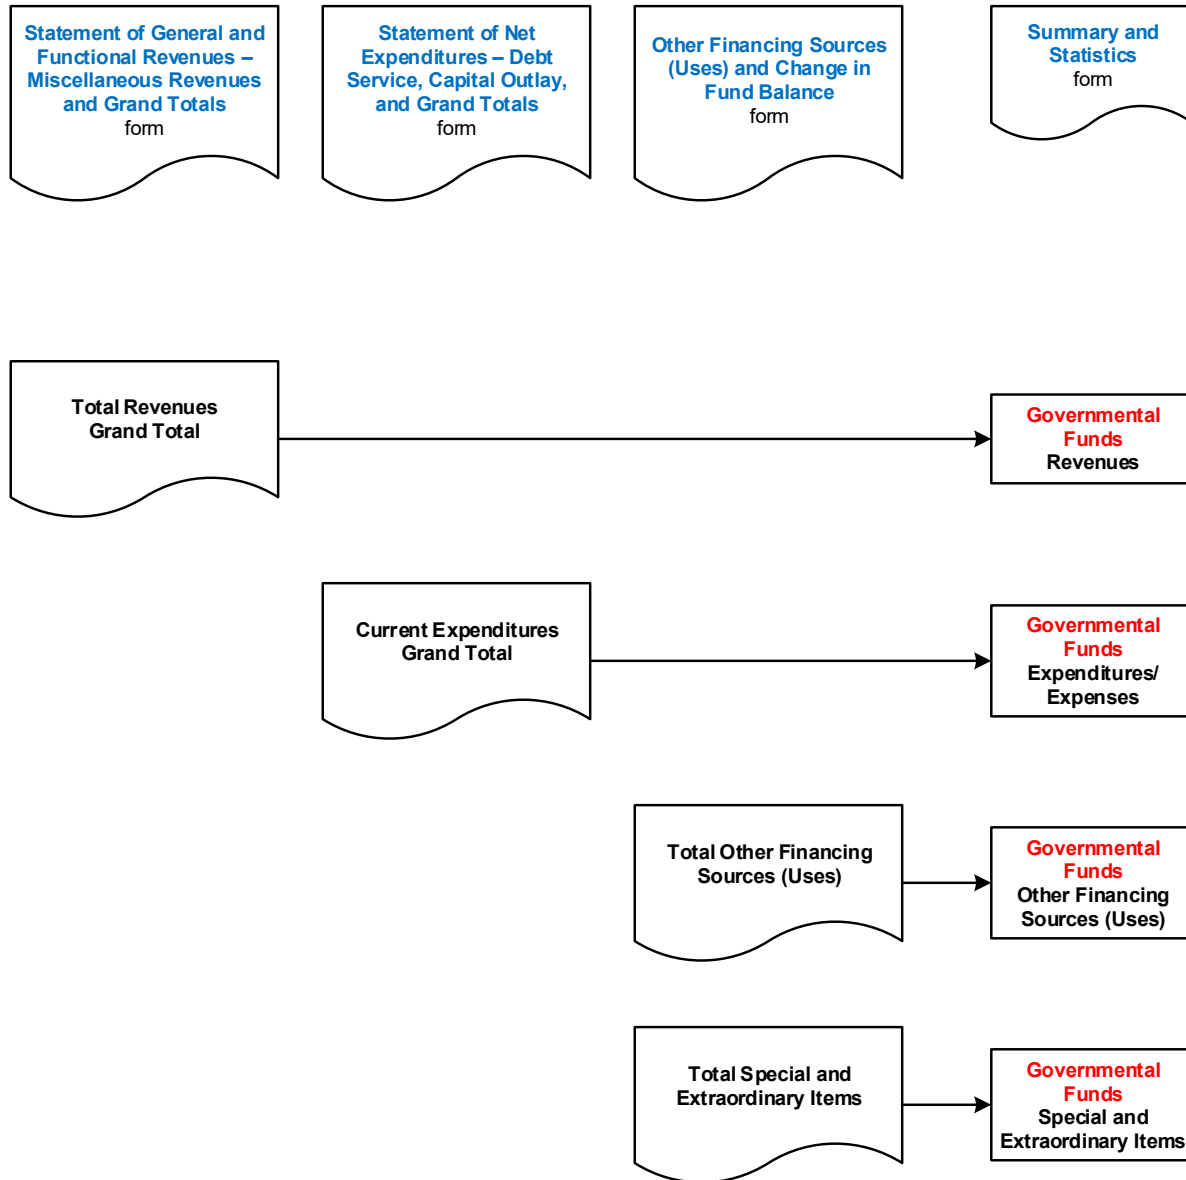 Statement of General and
Functional Revenues –
Miscellaneous Revenues
and Grand Totals
form
Statement of Net
Expenditures – Debt
Service, Capital Outlay,
and Grand Totals
form
Other Financing Sources
(Uses) and Change in
Fund Balance
form
Summary and
Statistics
form
Total Revenues
Grand Total
Governmental
Funds
Revenues
Current Expenditures
Grand Total
Governmental
Funds
Expenditures/
Expenses
Total Other Financing
Sources (Uses)
Governmental
Funds
Other Financing
Sources (Uses)
Total Special and
Extraordinary Items
Governmental
Funds
Special and
Extraordinary Items